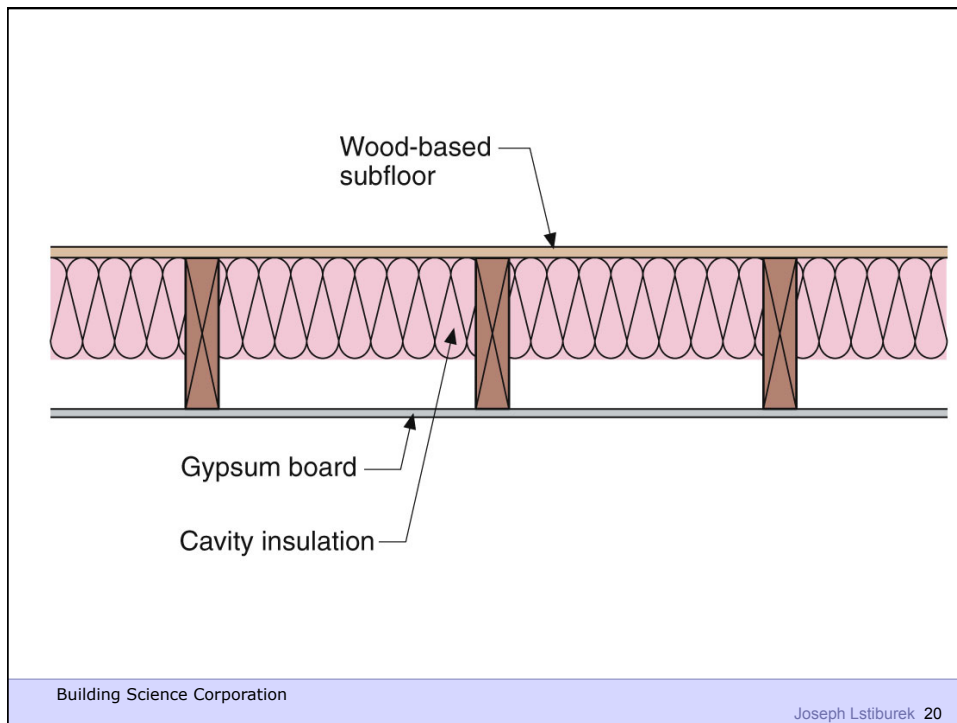 Wood-based
subfloor
Gypsum board
Cavity insulation
Building Science Corporation
Joseph Lstiburek 20